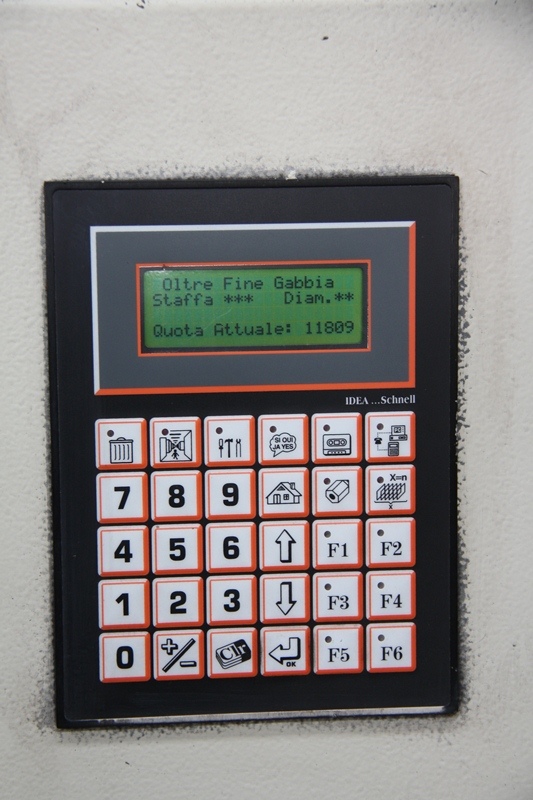 Oltre Fine Gabbia
Staffa *** Diam.**
Quota Attuale: 11809
IDEA ...Schnell
SI OUI
JA YES
7 8 9
X=n
X
4 5 6 F1 F2
1 2 3 F3 F4
0 +/- Clr OK F5 F6